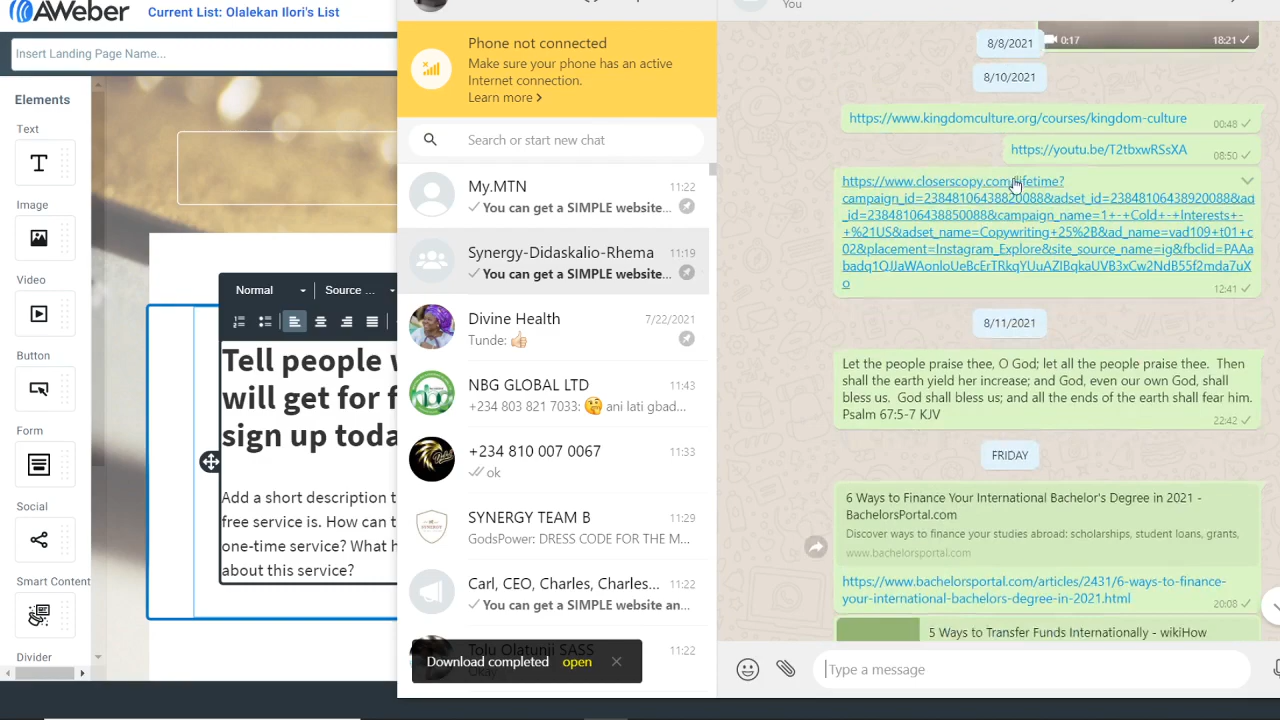 AWeber
Current List: Olalekan Ilori's List
Insert Landing Page Name...
Elements
Text
T
Image
Video
Button
Form
Social
Smart Content
Divider
Normal
Source ...
Tell people
will get for f
sign up toda
Add a short description t
free service is. How can t
one-time service? What h
about this service?
Phone not connected
Make sure your phone has an active
Internet connection.
Learn more >
Search or start new chat
My.MTN
11:22
You can get a SIMPLE website...
Synergy-Didaskalio-Rhema
11:19
You can get a SIMPLE website...
Divine Health
7/22/2021
Tunde: 👍🏻
NBG GLOBAL LTD
11:43
+234 803 821 7033: 🤔 ani lati gbad...
+234 810 007 0067
11:33
ok
SYNERGY TEAM B
11:29
GodsPower: DRESS CODE FOR THE M...
Carl, CEO, Charles, Charles...
11:22
You can get a SIMPLE website an...
Tolu Olatunji SASS
11:22
Download completed open
You
0:17
18:21
8/8/2021
8/10/2021
https://www.kingdomculture.org/courses/kingdom-culture
00:48
https://youtu.be/T2tbxwRSsXA
08:50
https://www.closerscopy.com/lifetime?
campaign_id=23848106438820088&adset_id=23848106438920088&ad
_id=23848106438850088&campaign_name=1+-+Cold+-+Interests+-
+%21US&adset_name=Copywriting+25%2B&ad_name=vad109+t01+c
02&placement=Instagram_Explore&site_source_name=ig&fbclid=PAAa
badq1QJJaWAonloUeBcErTRkqYUuAZIBqkaUVB3xCw2NdB55f2mda7uX
o
12:41
8/11/2021
Let the people praise thee, O God; let all the people praise thee. Then
shall the earth yield her increase; and God, even our own God, shall
bless us. God shall bless us; and all the ends of the earth shall fear him.
Psalm 67:5-7 KJV
22:42
FRIDAY
6 Ways to Finance Your International Bachelor's Degree in 2021 -
BachelorsPortal.com
Discover ways to finance your studies abroad: scholarships, student loans, grants,
www.bachelorsportal.com
https://www.bachelorsportal.com/articles/2431/6-ways-to-finance-
your-international-bachelors-degree-in-2021.html
20:08
5 Ways to Transfer Funds Internationally - wikiHow
Type a message